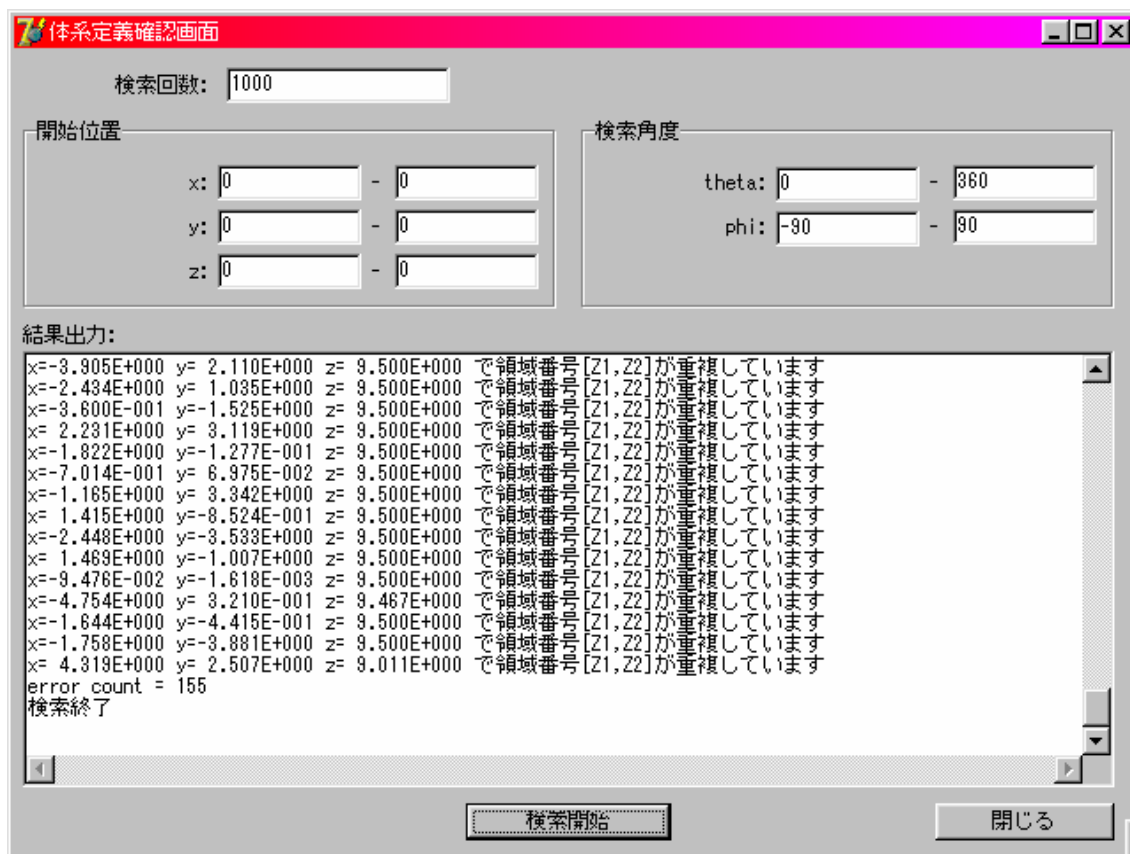 体系定義確認画面
検索回数: 1000
開始位置
x: 0 - 0
y: 0 - 0
z: 0 - 0
検索角度
theta: 0 - 360
phi: -90 - 90
結果出力:
x=-3.905E+000 y= 2.110E+000 z= 9.500E+000 で領域番号[Z1,Z2]が重複しています
x=-2.434E+000 y= 1.035E+000 z= 9.500E+000 で領域番号[Z1,Z2]が重複しています
x=-3.600E-001 y=-1.525E+000 z= 9.500E+000 で領域番号[Z1,Z2]が重複しています
x= 2.231E+000 y= 3.119E+000 z= 9.500E+000 で領域番号[Z1,Z2]が重複しています
x=-1.822E+000 y=-1.277E-001 z= 9.500E+000 で領域番号[Z1,Z2]が重複しています
x=-7.014E-001 y= 6.975E-002 z= 9.500E+000 で領域番号[Z1,Z2]が重複しています
x=-1.165E+000 y= 3.342E+000 z= 9.500E+000 で領域番号[Z1,Z2]が重複しています
x= 1.415E+000 y=-8.524E-001 z= 9.500E+000 で領域番号[Z1,Z2]が重複しています
x=-2.448E+000 y=-3.533E+000 z= 9.500E+000 で領域番号[Z1,Z2]が重複しています
x= 1.469E+000 y=-1.007E+000 z= 9.500E+000 で領域番号[Z1,Z2]が重複しています
x=-9.476E-002 y=-1.618E-003 z= 9.500E+000 で領域番号[Z1,Z2]が重複しています
x=-4.754E+000 y= 3.210E-001 z= 9.467E+000 で領域番号[Z1,Z2]が重複しています
x=-1.644E+000 y=-4.415E-001 z= 9.500E+000 で領域番号[Z1,Z2]が重複しています
x=-1.758E+000 y=-3.881E+000 z= 9.500E+000 で領域番号[Z1,Z2]が重複しています
x= 4.319E+000 y= 2.507E+000 z= 9.011E+000 で領域番号[Z1,Z2]が重複しています
error count = 155
検索終了
検索開始
閉じる